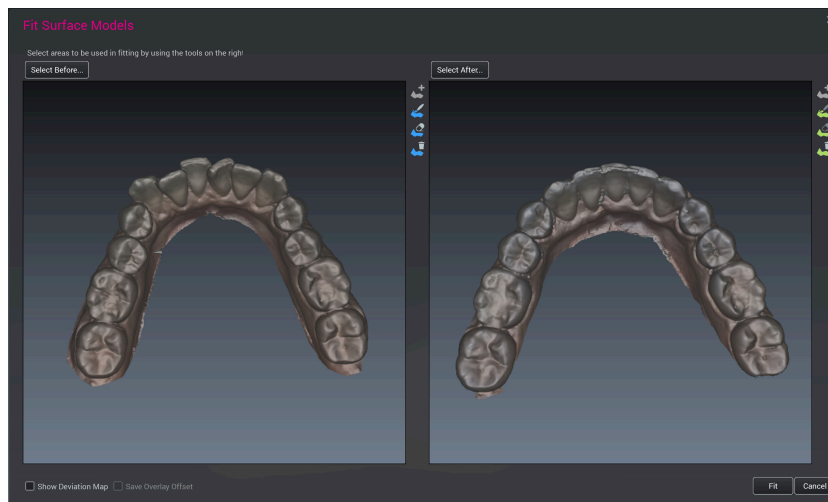 Fit Surface Models
Select areas to be used in fitting by using the tools on the right
Select Before...
Select After...
Show Deviation Map
Save Overlay Offset
Fit
Cancel